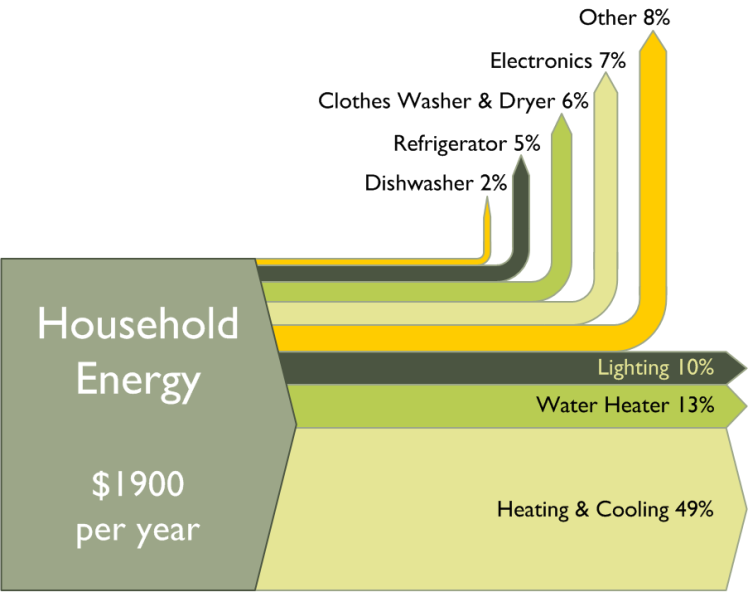 Other 8%
Electronics 7%
Clothes Washer & Dryer 6%
Refrigerator 5%
Dishwasher 2%
Household
Energy
$1900
per year
Lighting 10%
Water Heater 13%
Heating & Cooling 49%